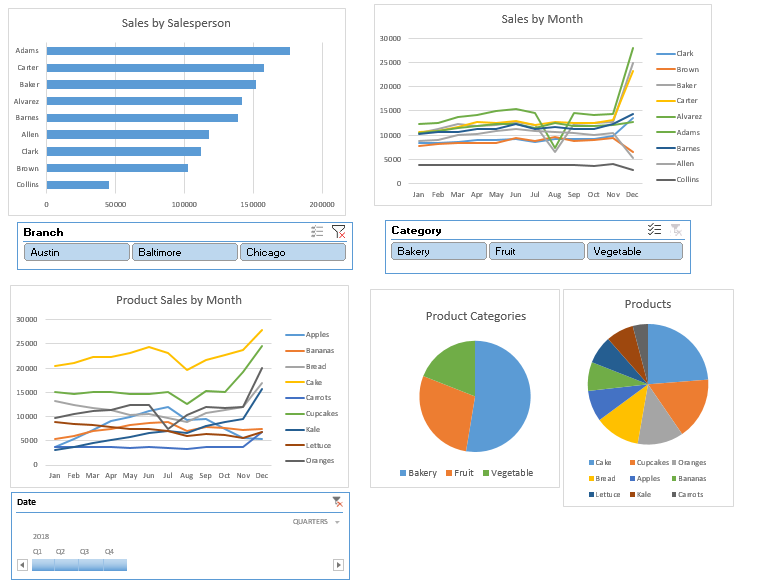 Sales by Salesperson
Adams
Carter
Baker
Alvarez
Barnes
Allen
Clark
Brown
Collins
0 50000 100000 150000 200000
Sales by Month
30000
25000
20000
15000
10000
5000
0
Jan Feb Mar Apr May Jun Jul Aug Sep Oct Nov Dec
Clark
Brown
Baker
Carter
Alvarez
Adams
Barnes
Allen
Collins
Branch
Austin Baltimore Chicago
Category
Bakery Fruit Vegetable
Product Sales by Month
30000
25000
20000
15000
10000
5000
0
Jan Feb Mar Apr May Jun Jul Aug Sep Oct Nov Dec
Apples
Bananas
Bread
Cake
Carrots
Cupcakes
Kale
Lettuce
Oranges
Product Categories
Bakery Fruit Vegetable
Products
Cake Cupcakes Oranges
Bread Apples Bananas
Lettuce Kale Carrots
Date
QUARTERS
2018
Q1 Q2 Q3 Q4